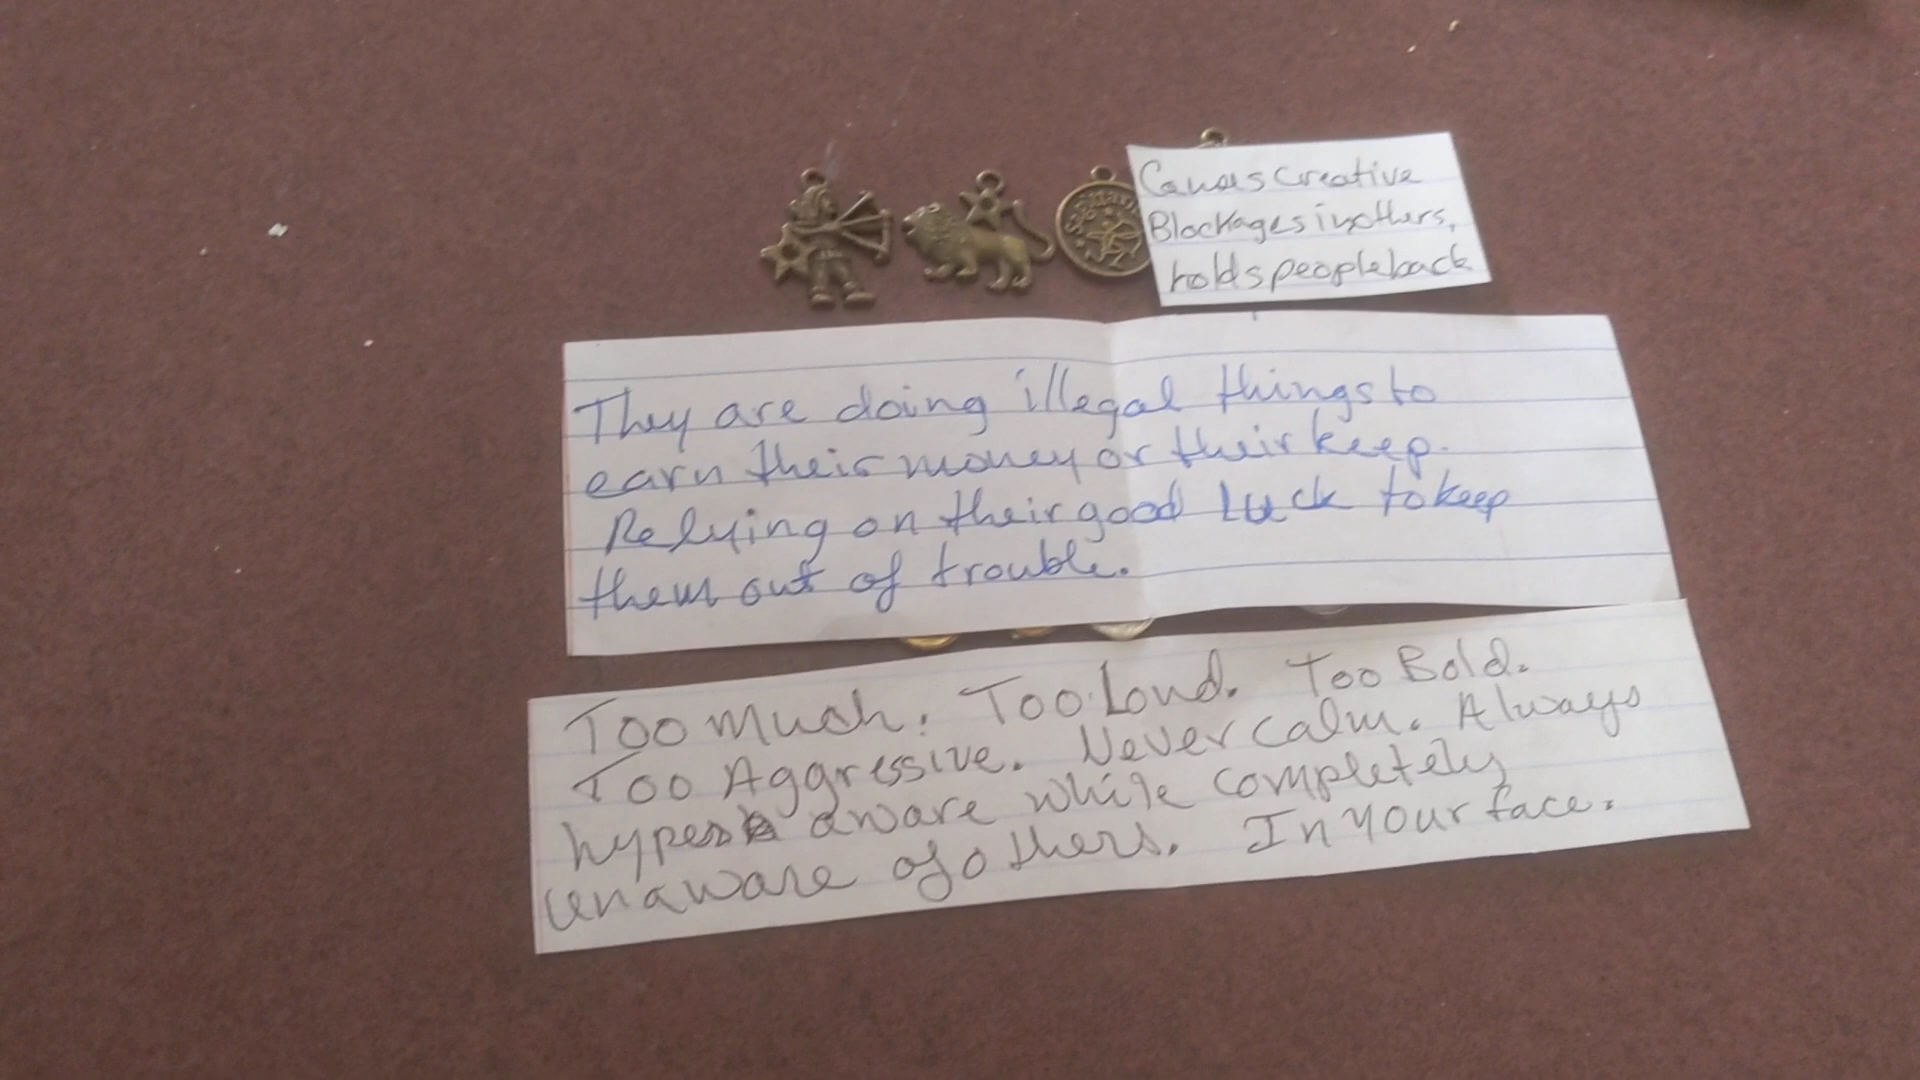 Causes creative
Blockages in others,
holds people back
They are doing illegal things to
earn their money or their keep.
Relying on their good luck to keep
them out of trouble.
Too much. Too Loud. Too Bold.
Too Aggressive. Never calm. Always
hyper aware while completely
unaware of others. In your face.